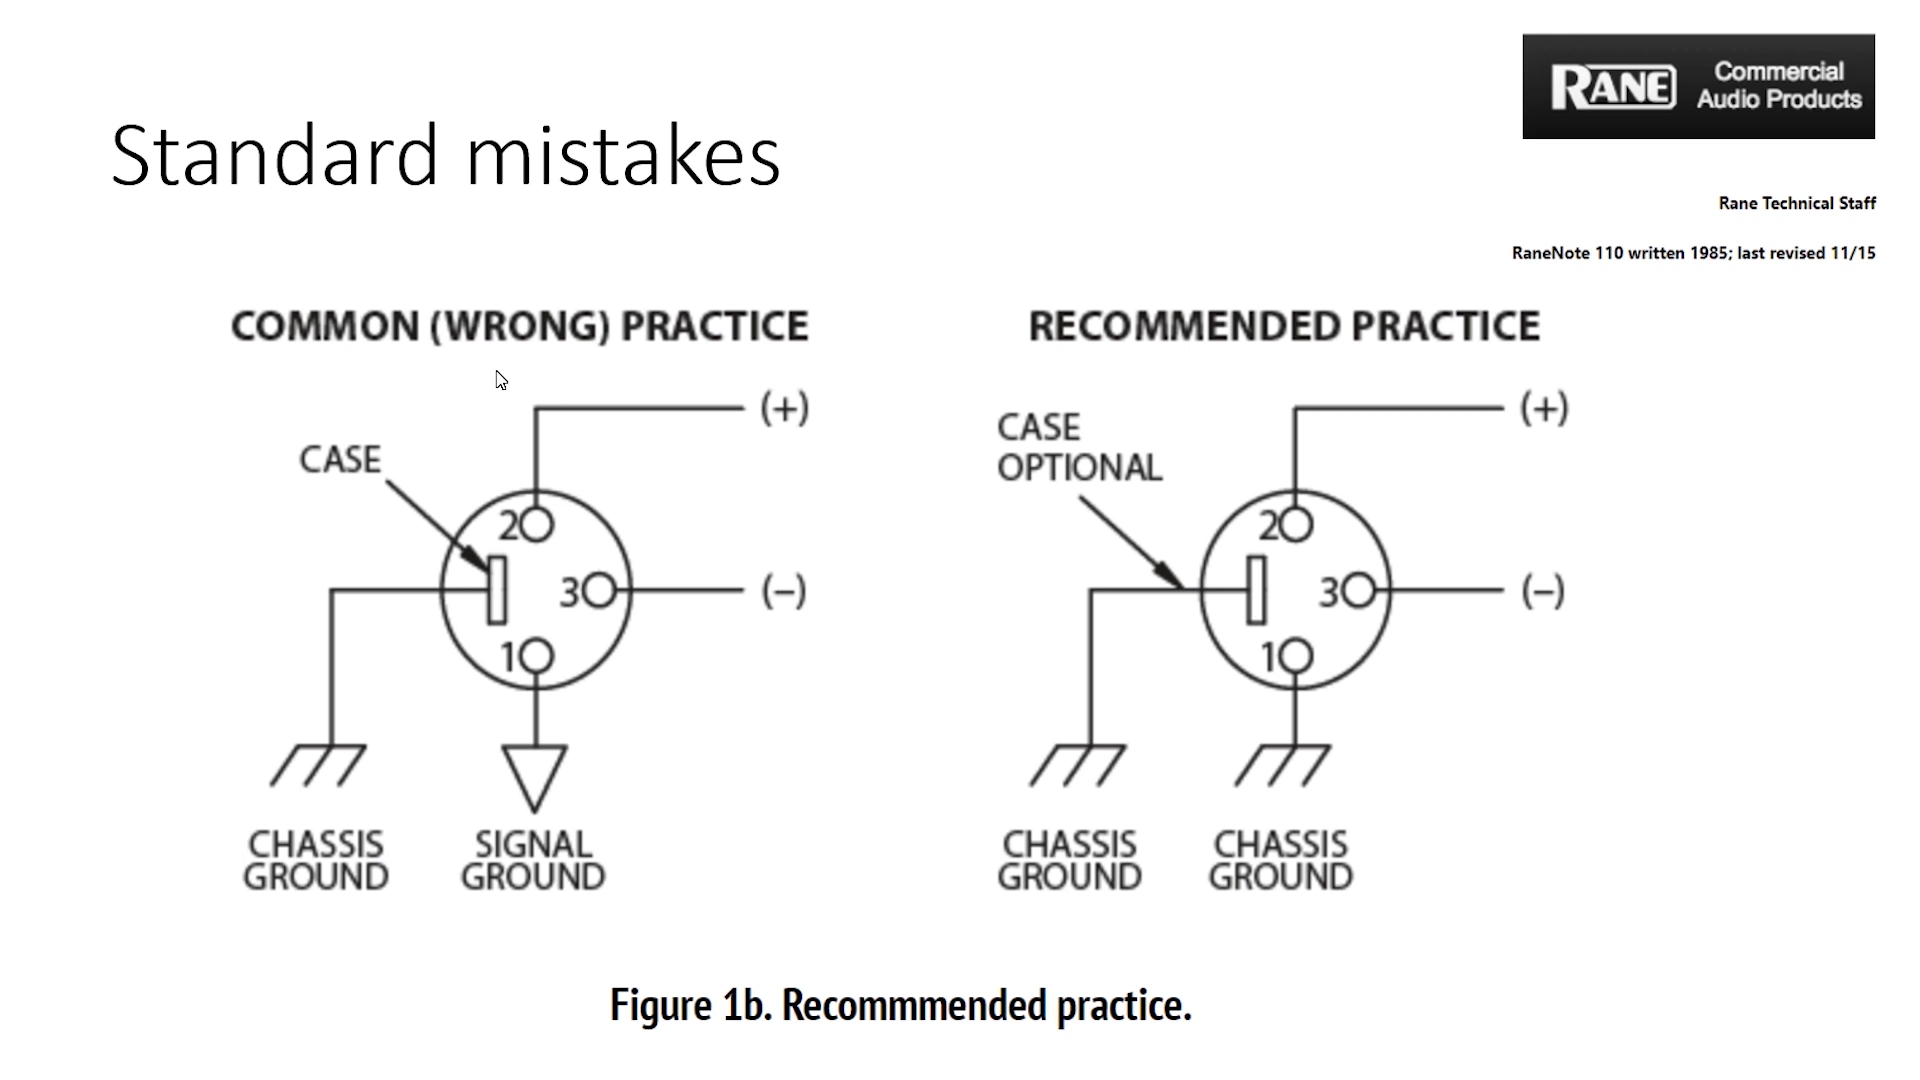 RANE
Commercial
Audio Products
Standard mistakes
Rane Technical Staff
RaneNote 110 written 1985; last revised 11/15
COMMON (WRONG) PRACTICE
(+)
CASE
2
3
(−)
1
CHASSIS
GROUND
SIGNAL
GROUND
RECOMMENDED PRACTICE
(+)
CASE
OPTIONAL
2
3
(−)
1
CHASSIS
GROUND
CHASSIS
GROUND
Figure 1b. Recommmended practice.